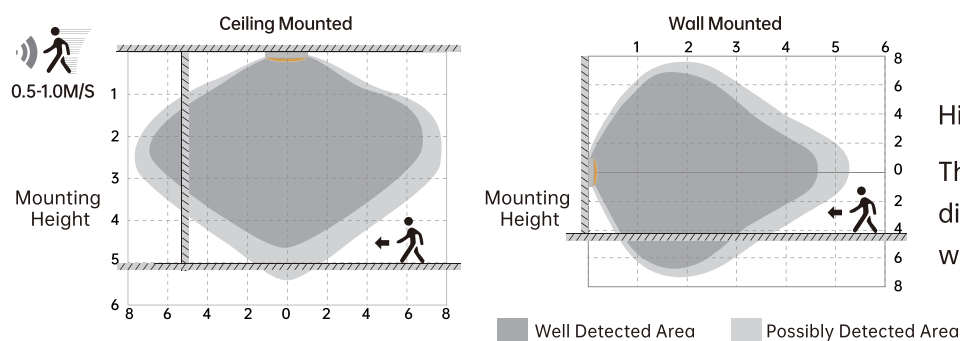 Ceiling Mounted
0.5-1.0M/S
1
2
3
4
5
6
Mounting
Height
8 6 4 2 0 2 4 6 8
Wall Mounted
1 2 3 4 5 6
8
6
4
2
0
2
4
6
8
Mounting
Height
Well Detected Area
Possibly Detected Area
Hi
Th
di
w